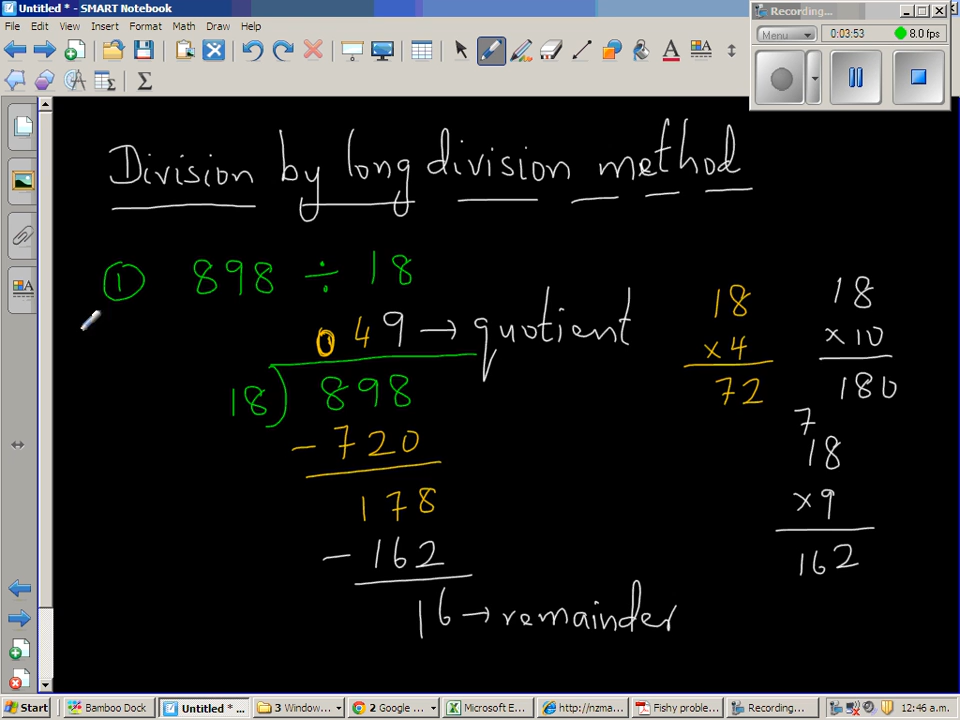 Untitled * - SMART Notebook
Recording...
File Edit View Insert Format Math Draw Help
Menu 0:03:53 8.0 fps
Division by long division method
① 898 ÷ 18
049 → quotient
18 898
- 720
178
- 162
16 → remainder
18
x 4
72
18
x 10
180
7
18
x 9
162
Start Bamboo Dock Untitled * ... 3 Window... 2 Google ... Microsoft E... http://nzma... Fishy proble... Recording... 12:46 a.m.